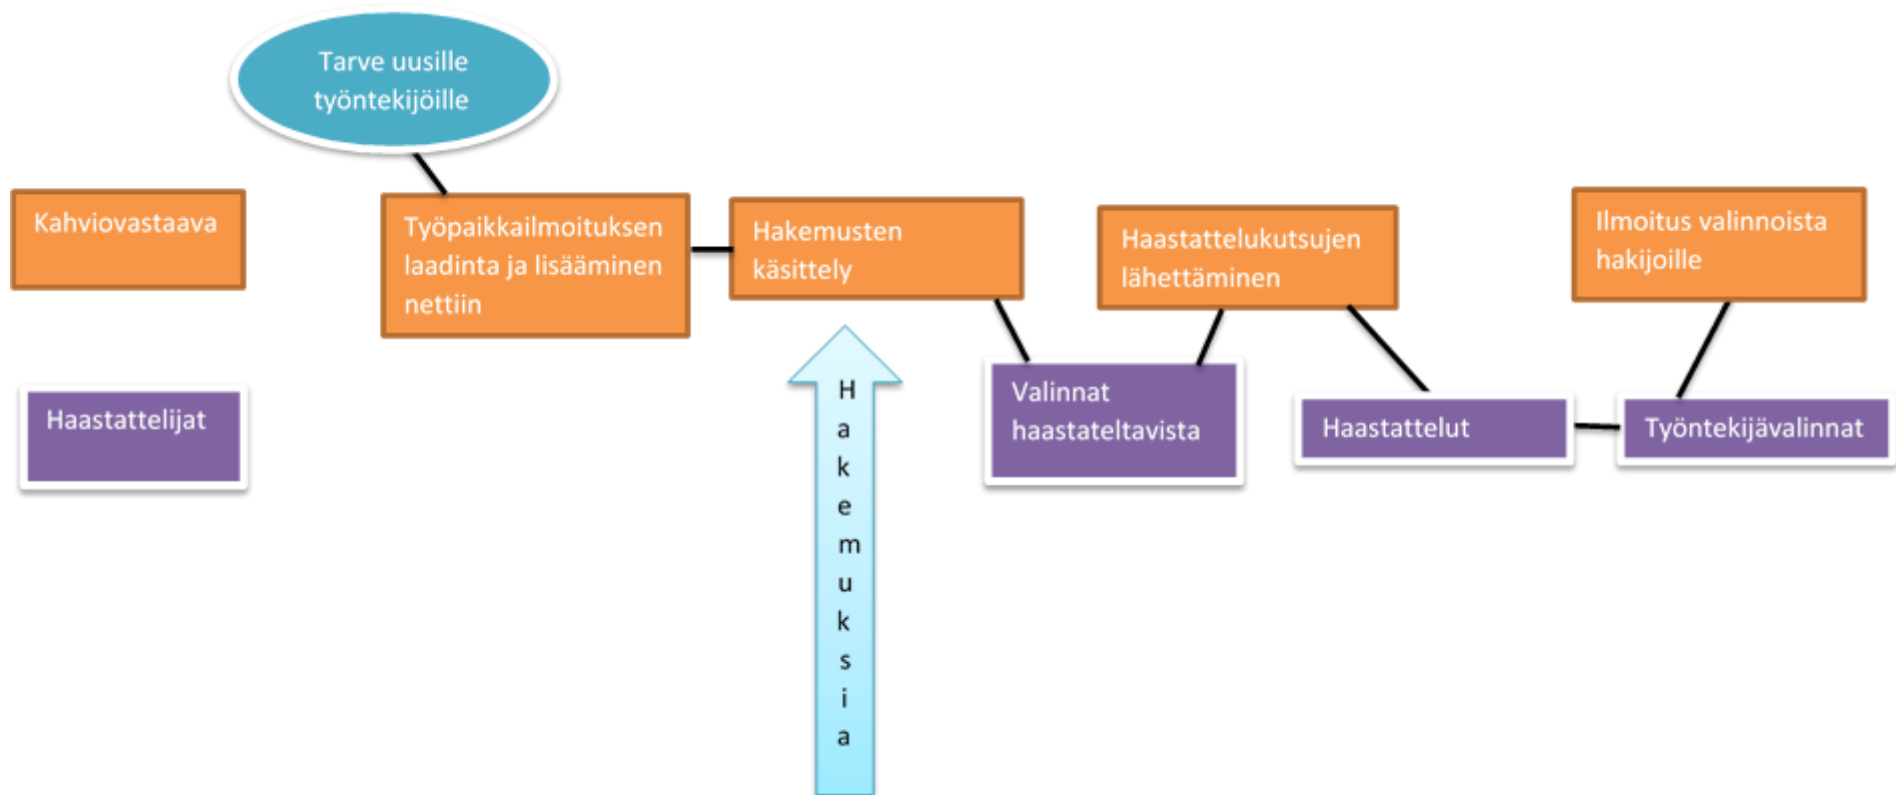 Tarve uusille
työntekijöille
Kahviovastaava
Työpaikkailmoituksen
laadinta ja lisääminen
nettiin
Hakemusten
käsittely
Haastattelukutsujen
lähettäminen
Ilmoitus valinnoista
hakijoille
Haastattelijat
Valinnat
haastateltavista
Haastattelut
Työntekijävalinnat
H
a
k
e
m
u
k
s
i
a